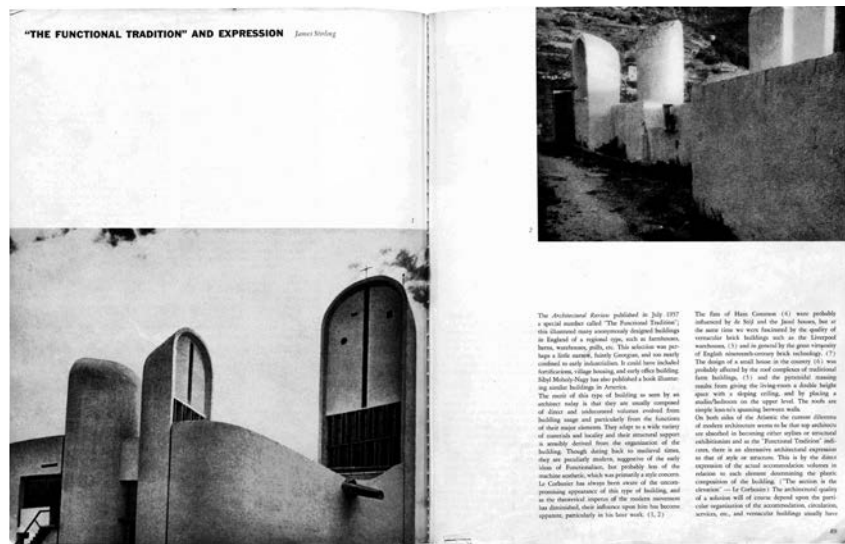 "THE FUNCTIONAL TRADITION" AND EXPRESSION James Stirling
1
2
The Architectural Review published in July 1957
a special number called "The Functional Tradition";
this illustrated many anonymously designed buildings
in England of a regional type, such as farmhouses,
barns, warehouses, mills, etc. This selection was per-
haps a little earnest, faintly Georgian, and too much
confined to early industrialism. It could have included
fortifications, village housing, and early office building.
Sibyl Moholy-Nagy has also published a book illustrat-
ing similar buildings in America.
The merit of this type of building as seen by an
architect today is that they are usually composed
of direct and undecorated volumes evolved from
building usage and particularly from the functions
of their major elements. They adapt to a wide variety
of materials and locality and their structural support
is sensibly derived from the organisation of the
building. Though dating back to medieval times,
they are peculiarly modern, suggestive of the early
ideas of Functionalism, but probably less of the
machine aesthetic, which was primarily a style concern.
Le Corbusier has always been aware of the uncom-
promising appearance of this type of building, and
as the theoretical impetus of the modern movement
has diminished, their influence upon him has become
apparent, particularly in his later work. (1, 2)
The flats of Ham Common (4) were probably
influenced by de Stijl and the Jaoul houses, but at
the same time we were fascinated by the quality of
vernacular brick buildings such as the Liverpool
warehouses, (3) and in general by the great virtuosity
of English nineteenth-century brick technology. (7)
The design of a small house in the country (6) was
probably affected by the roof complexes of traditional
farm buildings, (5) and the pyramidal massing
results from giving the living-room a double height
space with a sloping ceiling, and by placing a
studio/bedroom on the upper level. The roofs are
simple lean-to's spanning between walls.
On both sides of the Atlantic the current dilemma
of modern architecture seems to be that top architects
are absorbed in becoming either stylists or structural
exhibitionists and as the "Functional Tradition" indi-
cates, there is an alternative architectural expression
to that of style or structure. This is by the direct
expression of the actual accommodation volumes in
relation to each element determining the plastic
composition of the building. ("The section is the
elevation" — Le Corbusier) The architectural quality
of a solution will of course depend upon the parti-
cular organisation of the accommodation, circulation,
services, etc., and vernacular buildings usually have
89